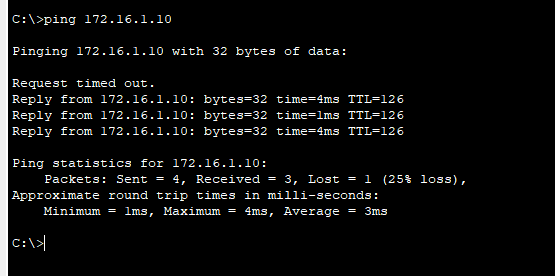 C:\>ping 172.16.1.10
Pinging 172.16.1.10 with 32 bytes of data:
Request timed out.
Reply from 172.16.1.10: bytes=32 time=4ms TTL=126
Reply from 172.16.1.10: bytes=32 time=1ms TTL=126
Reply from 172.16.1.10: bytes=32 time=4ms TTL=126
Ping statistics for 172.16.1.10:
    Packets: Sent = 4, Received = 3, Lost = 1 (25% loss),
Approximate round trip times in milli-seconds:
    Minimum = 1ms, Maximum = 4ms, Average = 3ms
C:\>